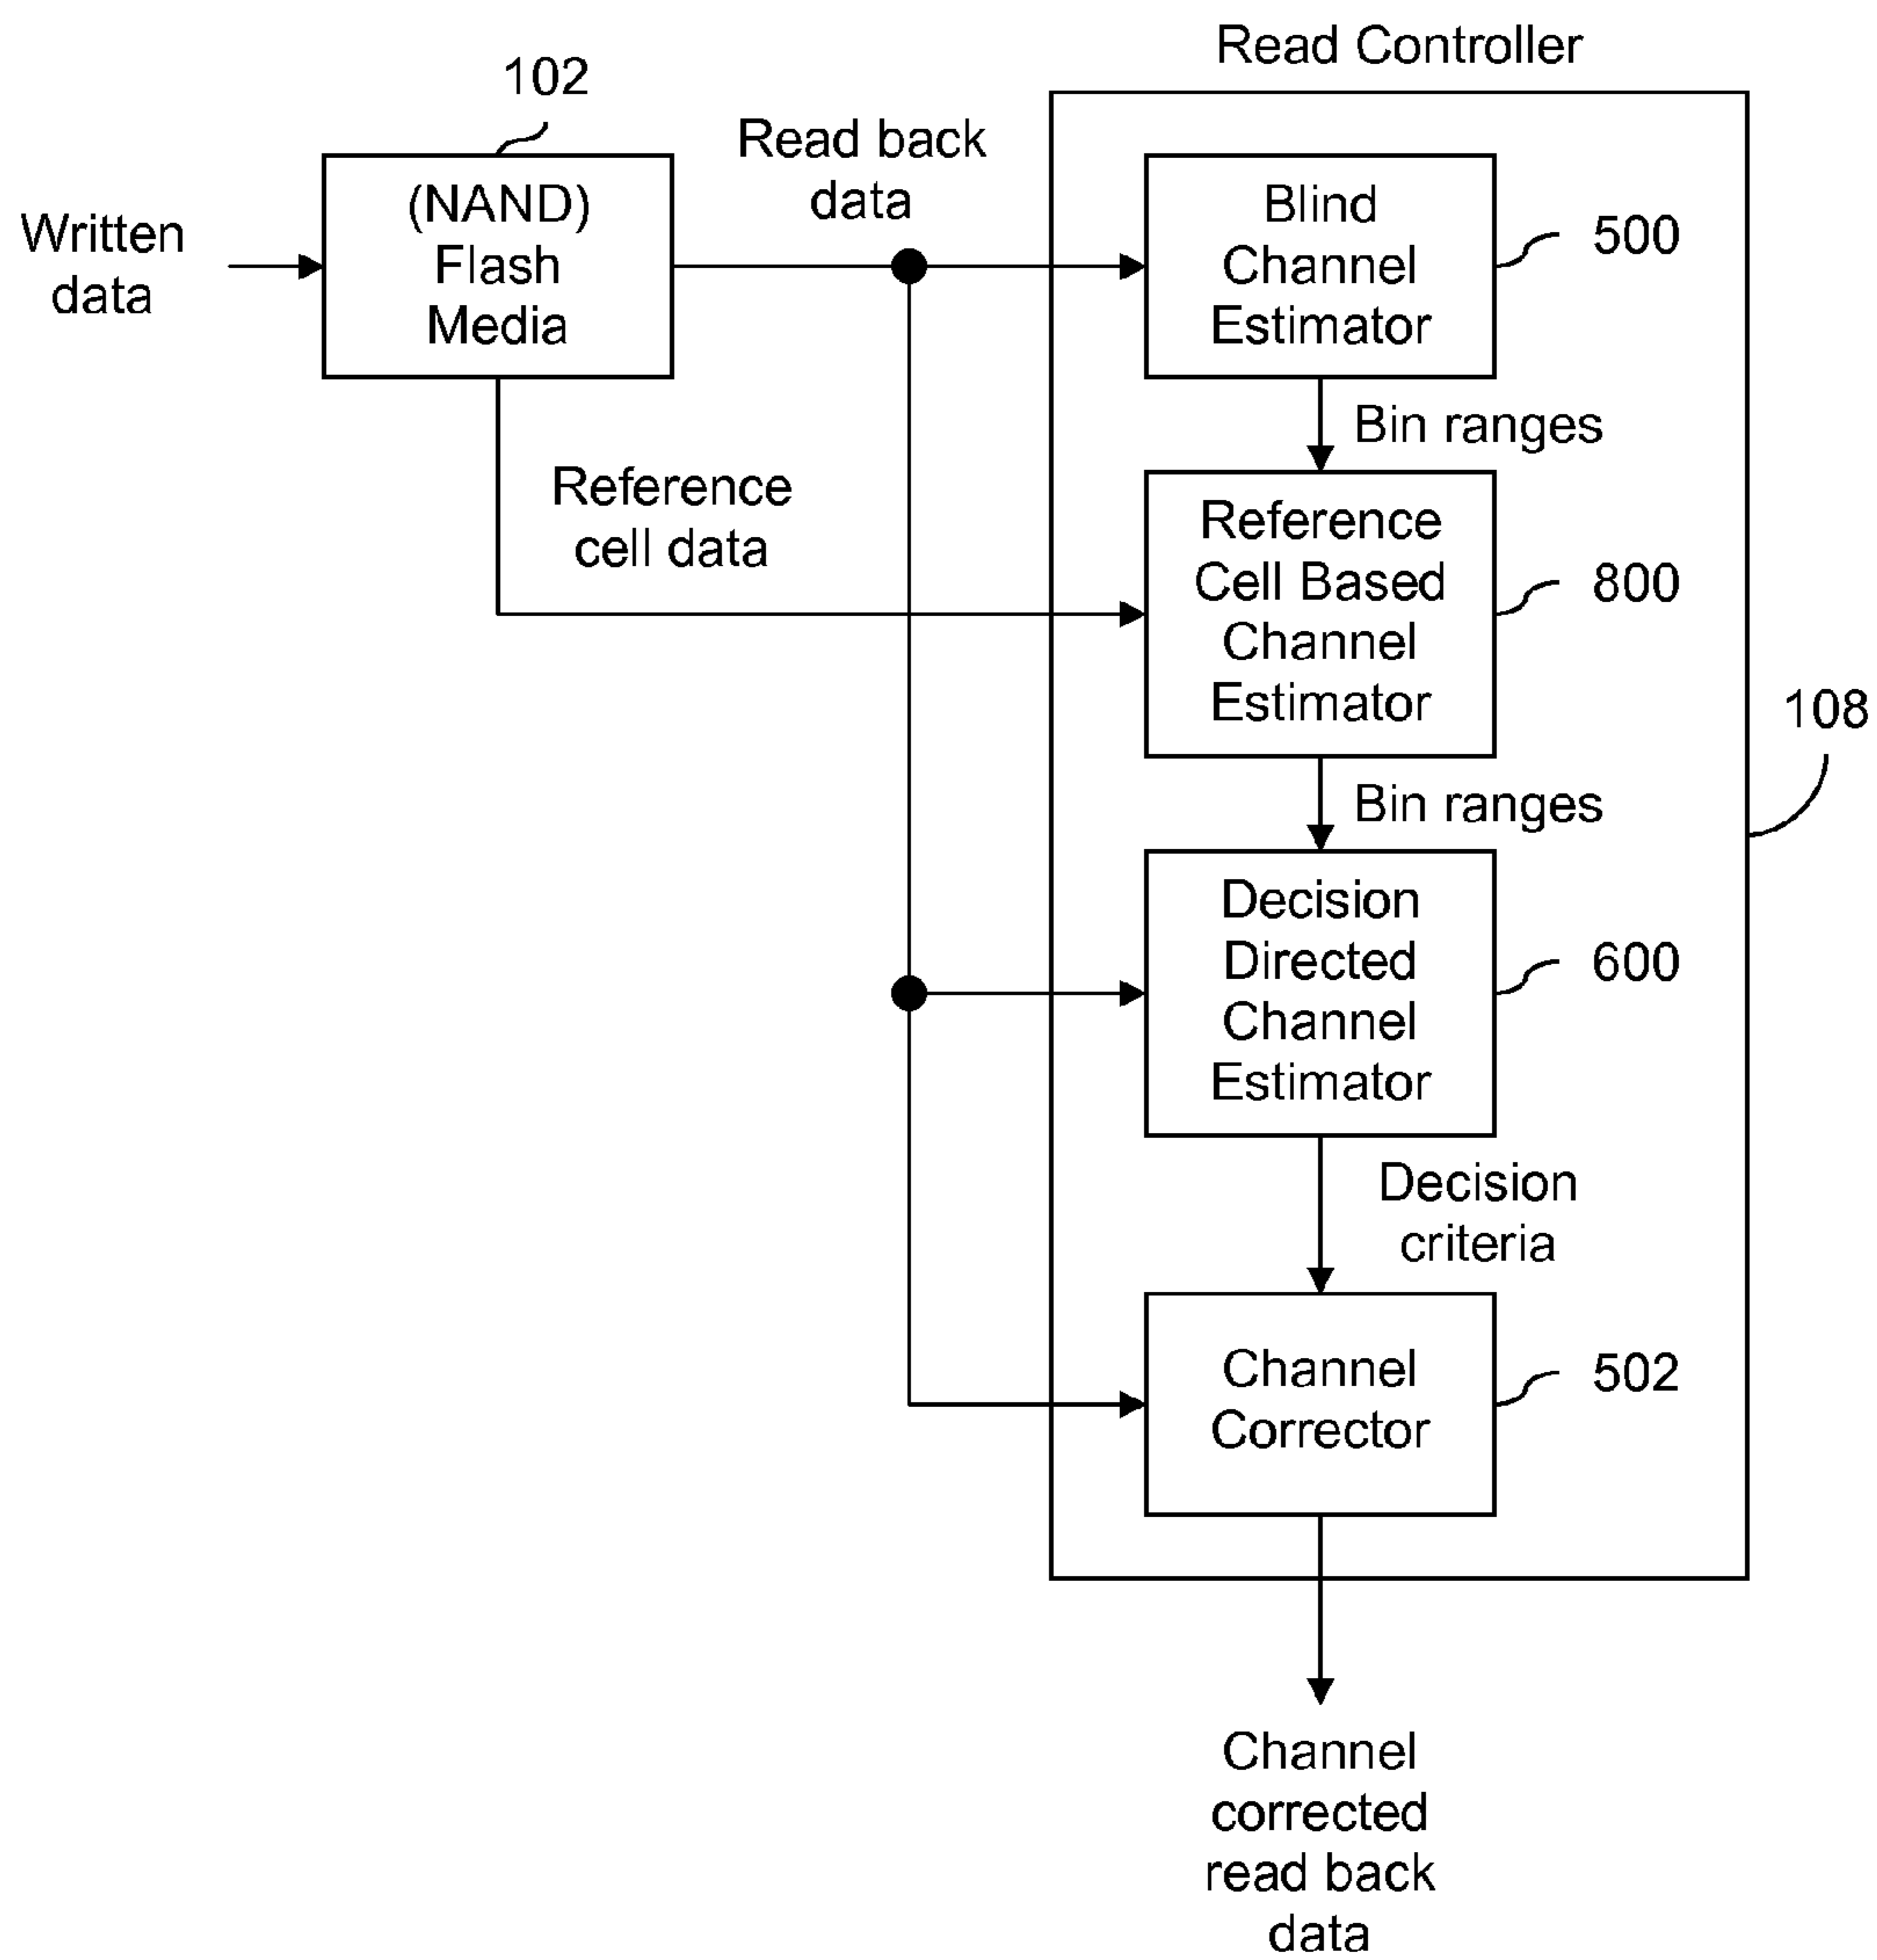 Read Controller
102
Read back
data
Written
data
(NAND)
Flash
Media
Blind
Channel
Estimator
500
Bin ranges
Reference
cell data
Reference
Cell Based
Channel
Estimator
800
108
Bin ranges
Decision
Directed
Channel
Estimator
600
Decision
criteria
Channel
Corrector
502
Channel
corrected
read back
data